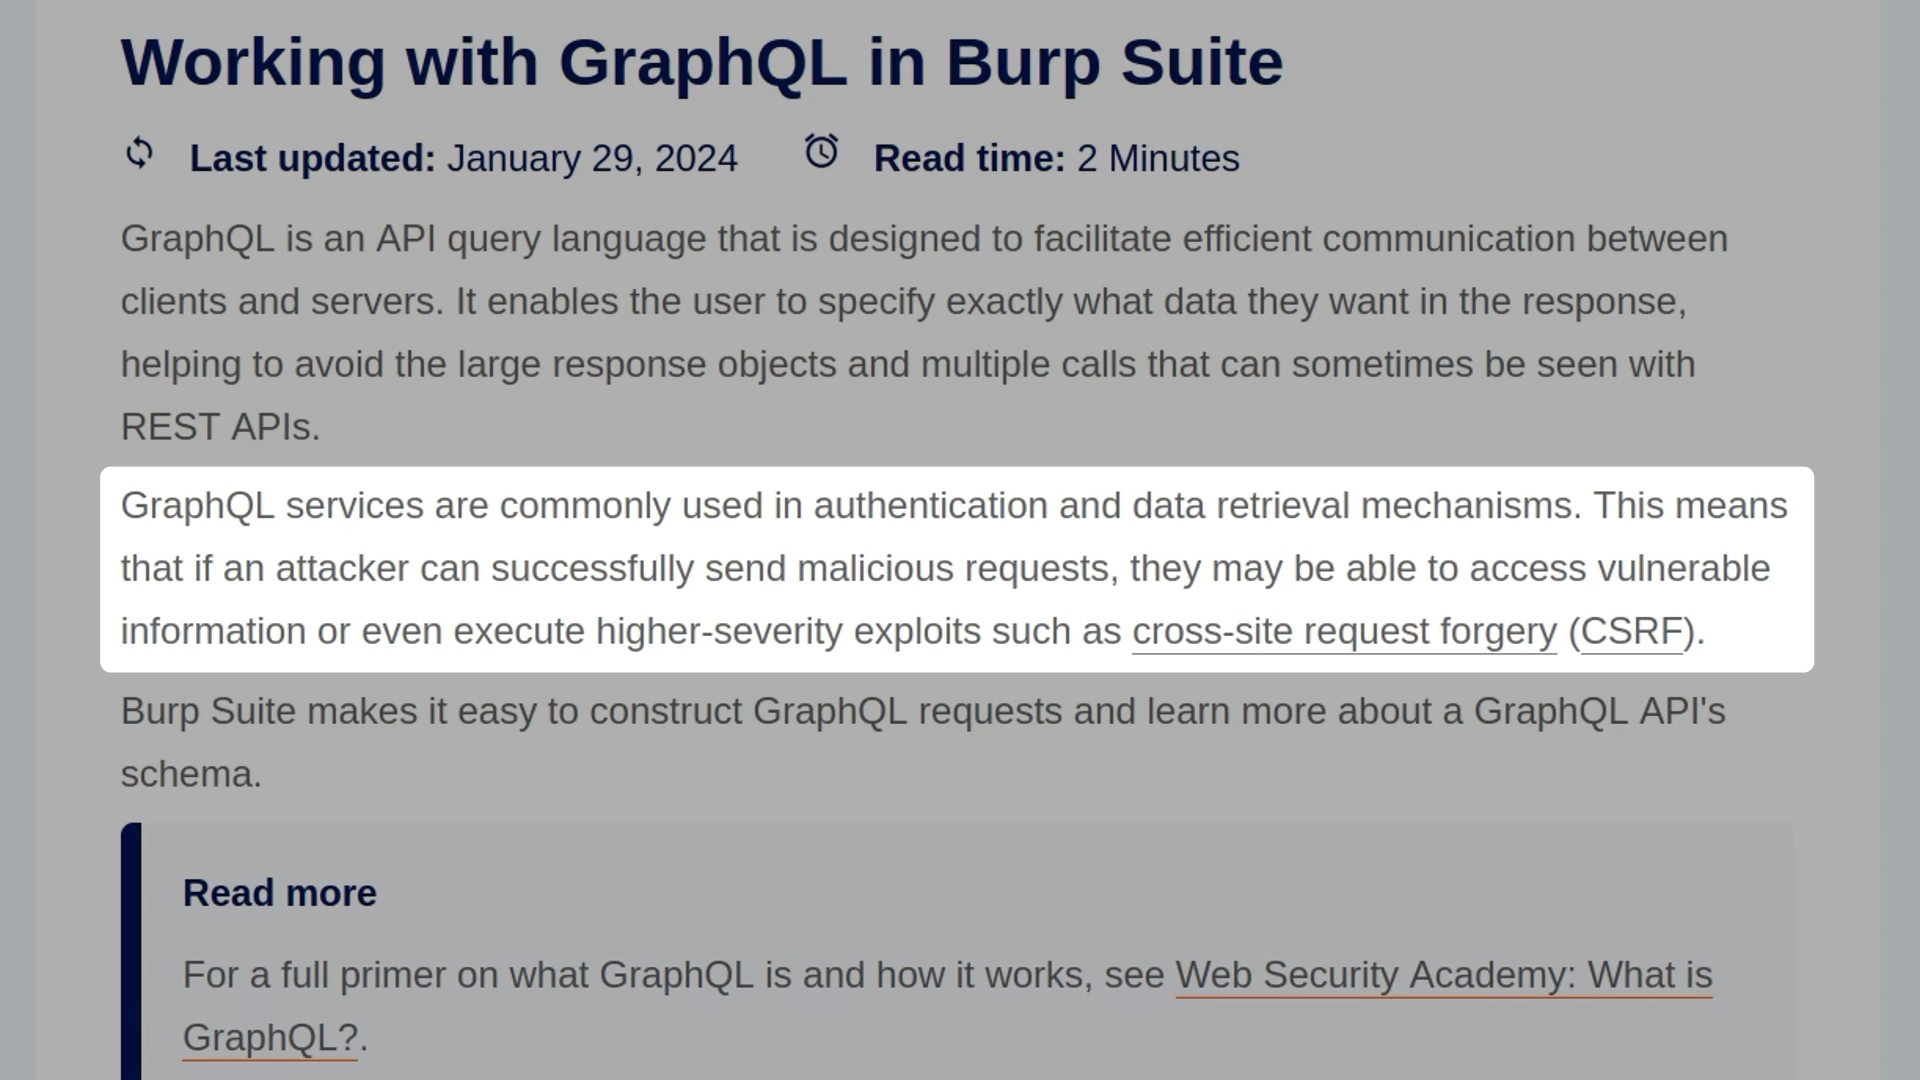 Working with GraphQL in Burp Suite
Last updated: January 29, 2024 Read time: 2 Minutes
GraphQL is an API query language that is designed to facilitate efficient communication between
clients and servers. It enables the user to specify exactly what data they want in the response,
helping to avoid the large response objects and multiple calls that can sometimes be seen with
REST APIs.
GraphQL services are commonly used in authentication and data retrieval mechanisms. This means
that if an attacker can successfully send malicious requests, they may be able to access vulnerable
information or even execute higher-severity exploits such as cross-site request forgery (CSRF).
Burp Suite makes it easy to construct GraphQL requests and learn more about a GraphQL API's
schema.
Read more
For a full primer on what GraphQL is and how it works, see Web Security Academy: What is
GraphQL?.